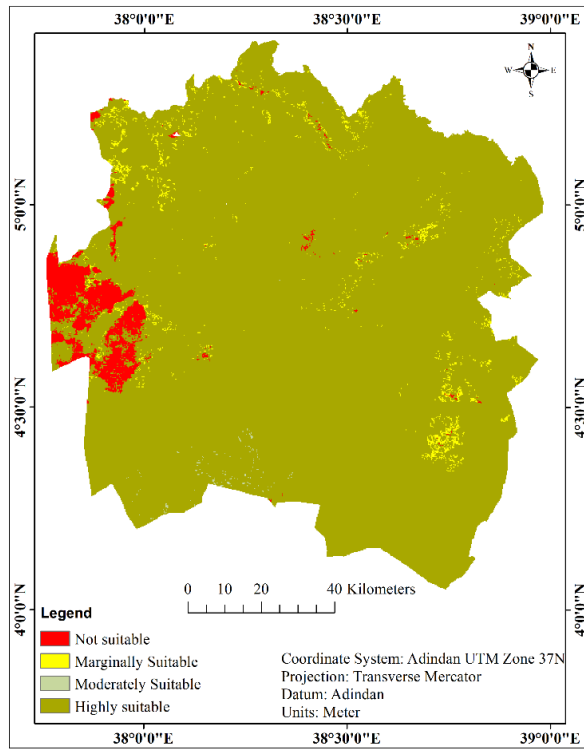 38°0'0"E 38°30'0"E 39°0'0"E
N
W E
S
5°0'0"N 5°0'0"N
4°30'0"N 4°30'0"N
4°0'0"N 4°0'0"N
0 10 20 40 Kilometers
Legend
Not suitable
Marginally Suitable
Moderately Suitable
Highly suitable
Coordinate System: Adindan UTM Zone 37N
Projection: Transverse Mercator
Datum: Adindan
Units: Meter
38°0'0"E 38°30'0"E 39°0'0"E